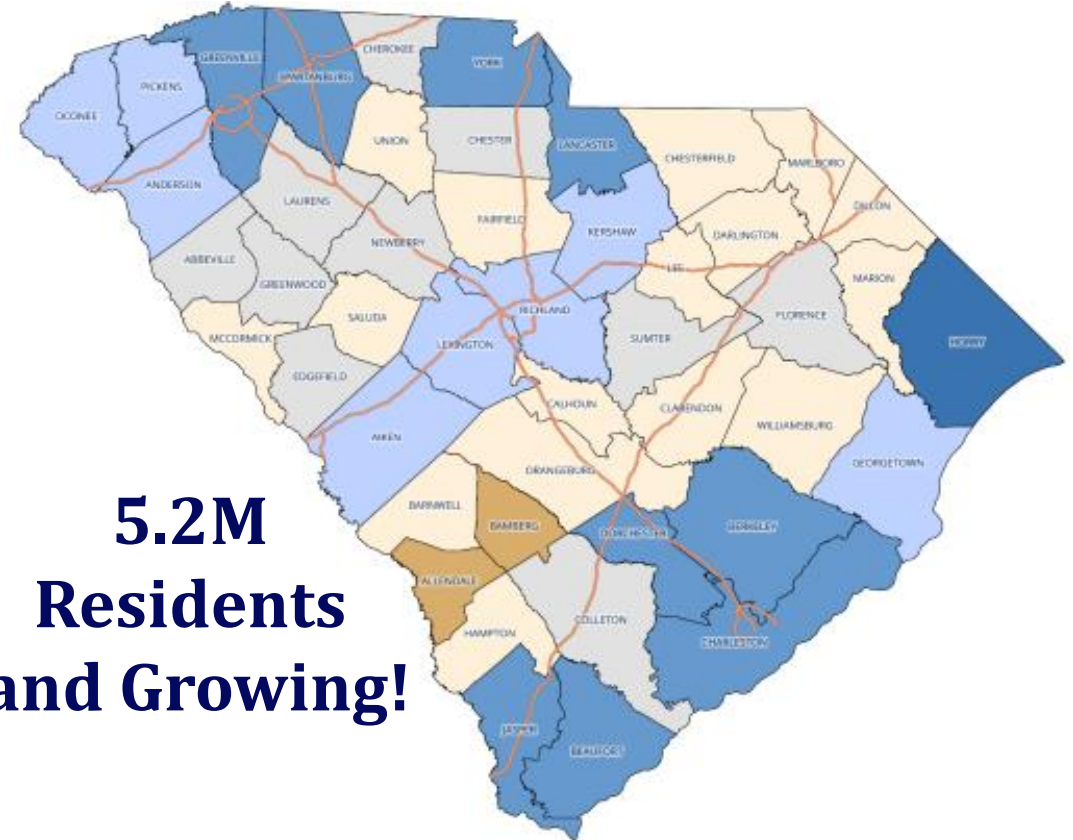 CHEROKEE
GREENVILLE
YORK
SPARTANBURG
PICKENS
OCONEE
UNION
CHESTER
LANCASTER
CHESTERFIELD
MARLBORO
ANDERSON
LAURENS
DILLON
FAIRFIELD
KERSHAW
DARLINGTON
NEWBERRY
ABBEVILLE
LEE
MARION
GREENWOOD
SALUDA
RICHLAND
FLORENCE
MCCORMICK
LEXINGTON
SUMTER
HORRY
EDGEFIELD
CALHOUN
CLARENDON
AIKEN
WILLIAMSBURG
GEORGETOWN
ORANGEBURG
BARNWELL
BAMBERG
DORCHESTER
BERKELEY
ALLENDALE
COLLETON
HAMPTON
CHARLESTON
JASPER
BEAUFORT
5.2M
Residents
and Growing!